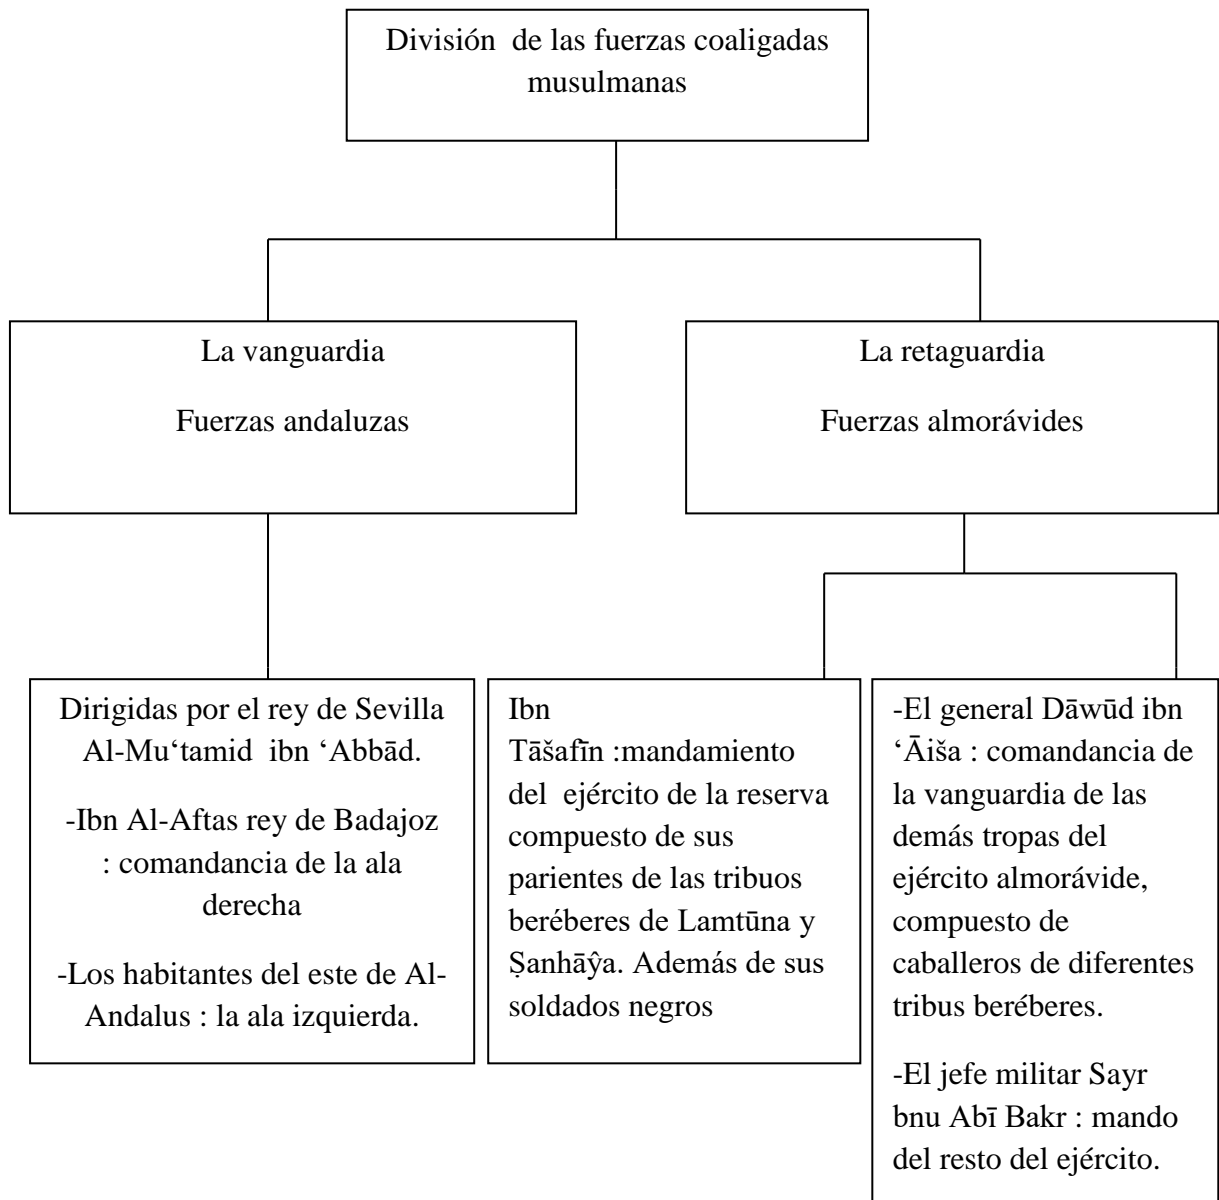 División  de las fuerzas coaligadas
musulmanas
La vanguardia
Fuerzas andaluzas
La retaguardia
Fuerzas almorávides
Dirigidas por el rey de Sevilla
Al-Mu‘tamid  ibn ‘Abbād.
-Ibn Al-Aftas rey de Badajoz
: comandancia de la ala
derecha
-Los habitantes del este de Al-
Andalus : la ala izquierda.
Ibn
Tāšafīn :mandamiento
del  ejército de la reserva
compuesto de sus
parientes de las tribuos
beréberes de Lamtūna y
Ṣanhāŷa. Además de sus
soldados negros
-El general Dāwūd ibn
‘Āiša : comandancia de
la vanguardia de las
demás tropas del
ejército almorávide,
compuesto de
caballeros de diferentes
tribus beréberes.
-El jefe militar Sayr
bnu Abī Bakr : mando
del resto del ejército.